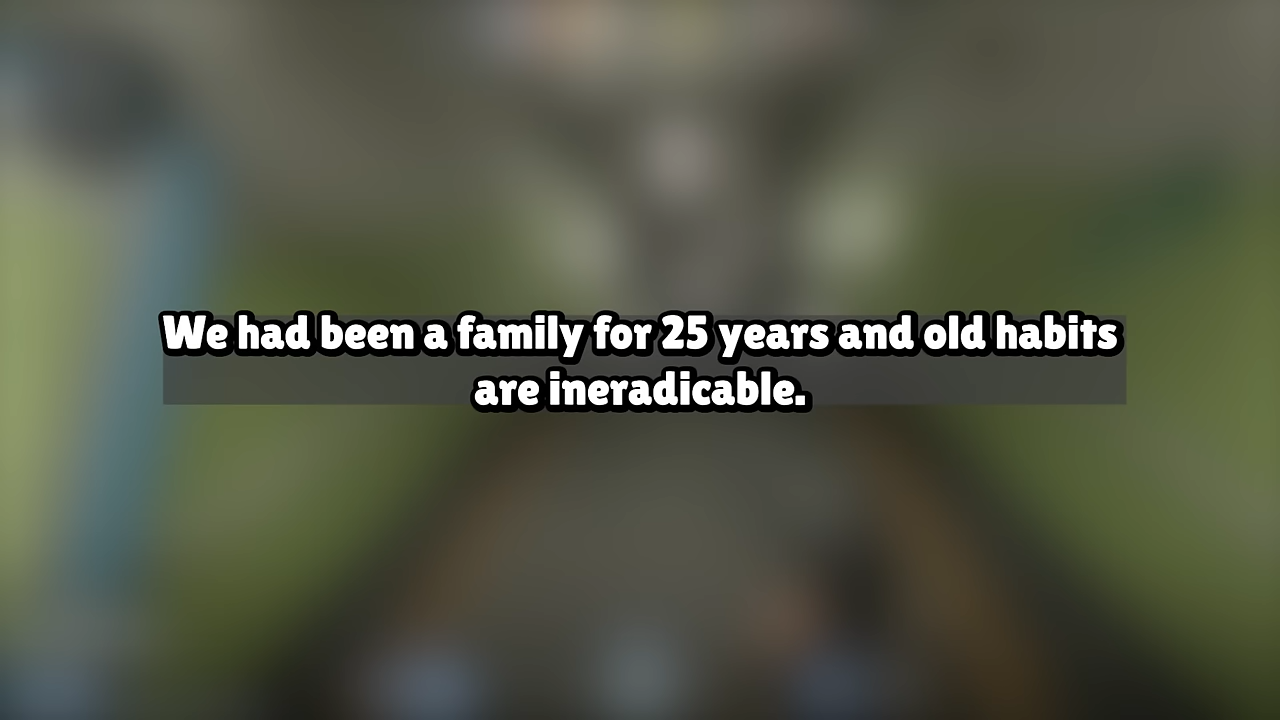 We had been a family for 25 years and old habits
are ineradicable.